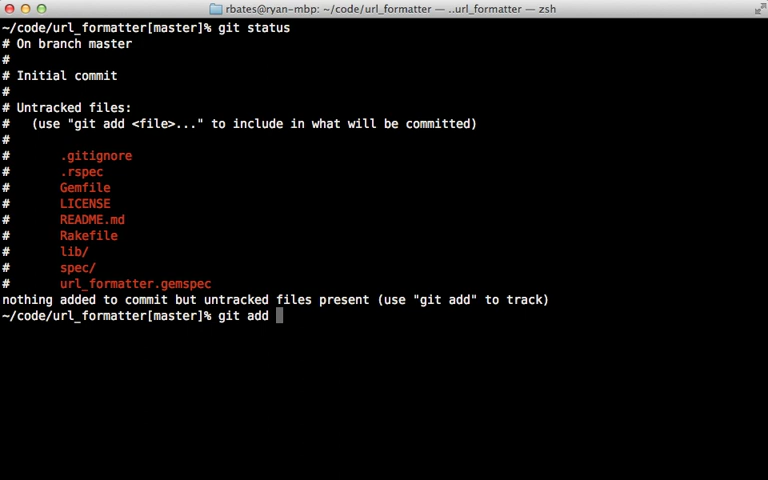 rbates@ryan-mbp: ~/code/url_formatter — ..url_formatter — zsh
~/code/url_formatter[master]% git status
# On branch master
#
# Initial commit
#
# Untracked files:
#   (use "git add <file>..." to include in what will be committed)
#
#       .gitignore
#       .rspec
#       Gemfile
#       LICENSE
#       README.md
#       Rakefile
#       lib/
#       spec/
#       url_formatter.gemspec
nothing added to commit but untracked files present (use "git add" to track)
~/code/url_formatter[master]% git add